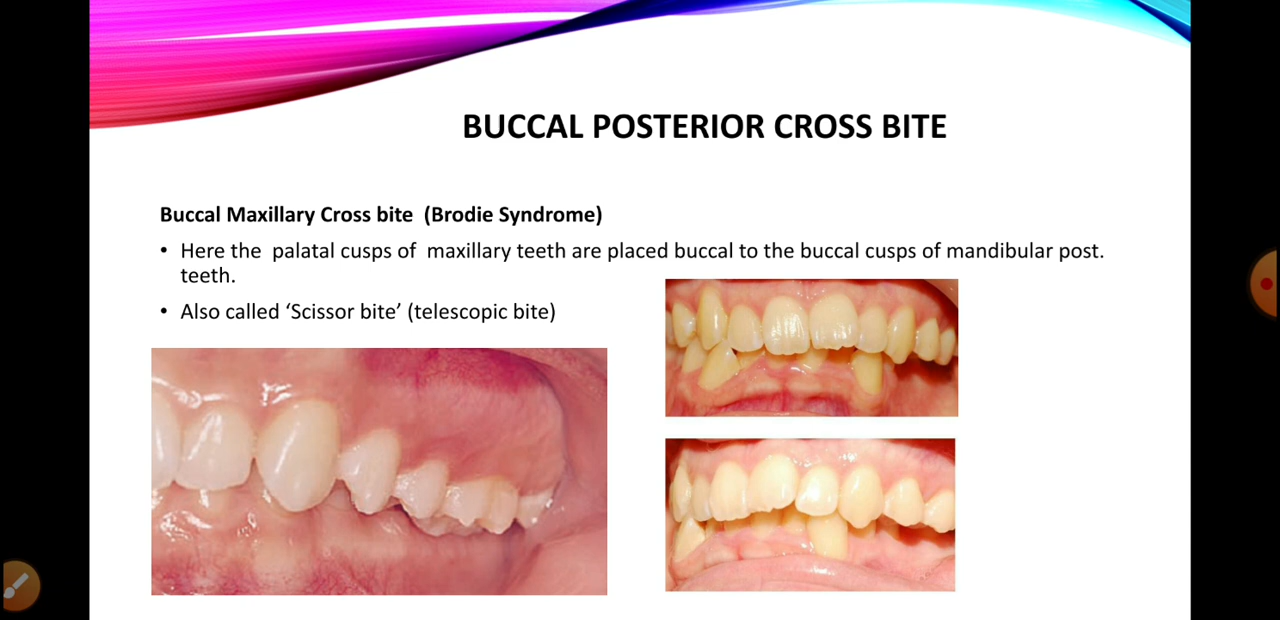 BUCCAL POSTERIOR CROSS BITE
Buccal Maxillary Cross bite  (Brodie Syndrome)
• Here the  palatal cusps of  maxillary teeth are placed buccal to the buccal cusps of mandibular post.
teeth.
• Also called ‘Scissor bite’ (telescopic bite)